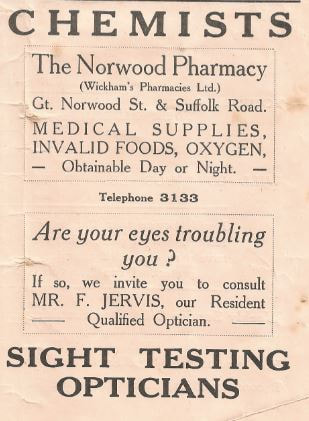 CHEMISTS
The Norwood Pharmacy
(Wickham's Pharmacies Ltd.)
Gt. Norwood St. & Suffolk Road.
MEDICAL SUPPLIES,
INVALID FOODS, OXYGEN,
— Obtainable Day or Night. —
Telephone 3133
Are your eyes troubling
you ?
If so, we invite you to consult
MR. F. JERVIS, our Resident
Qualified Optician.
SIGHT TESTING
OPTICIANS